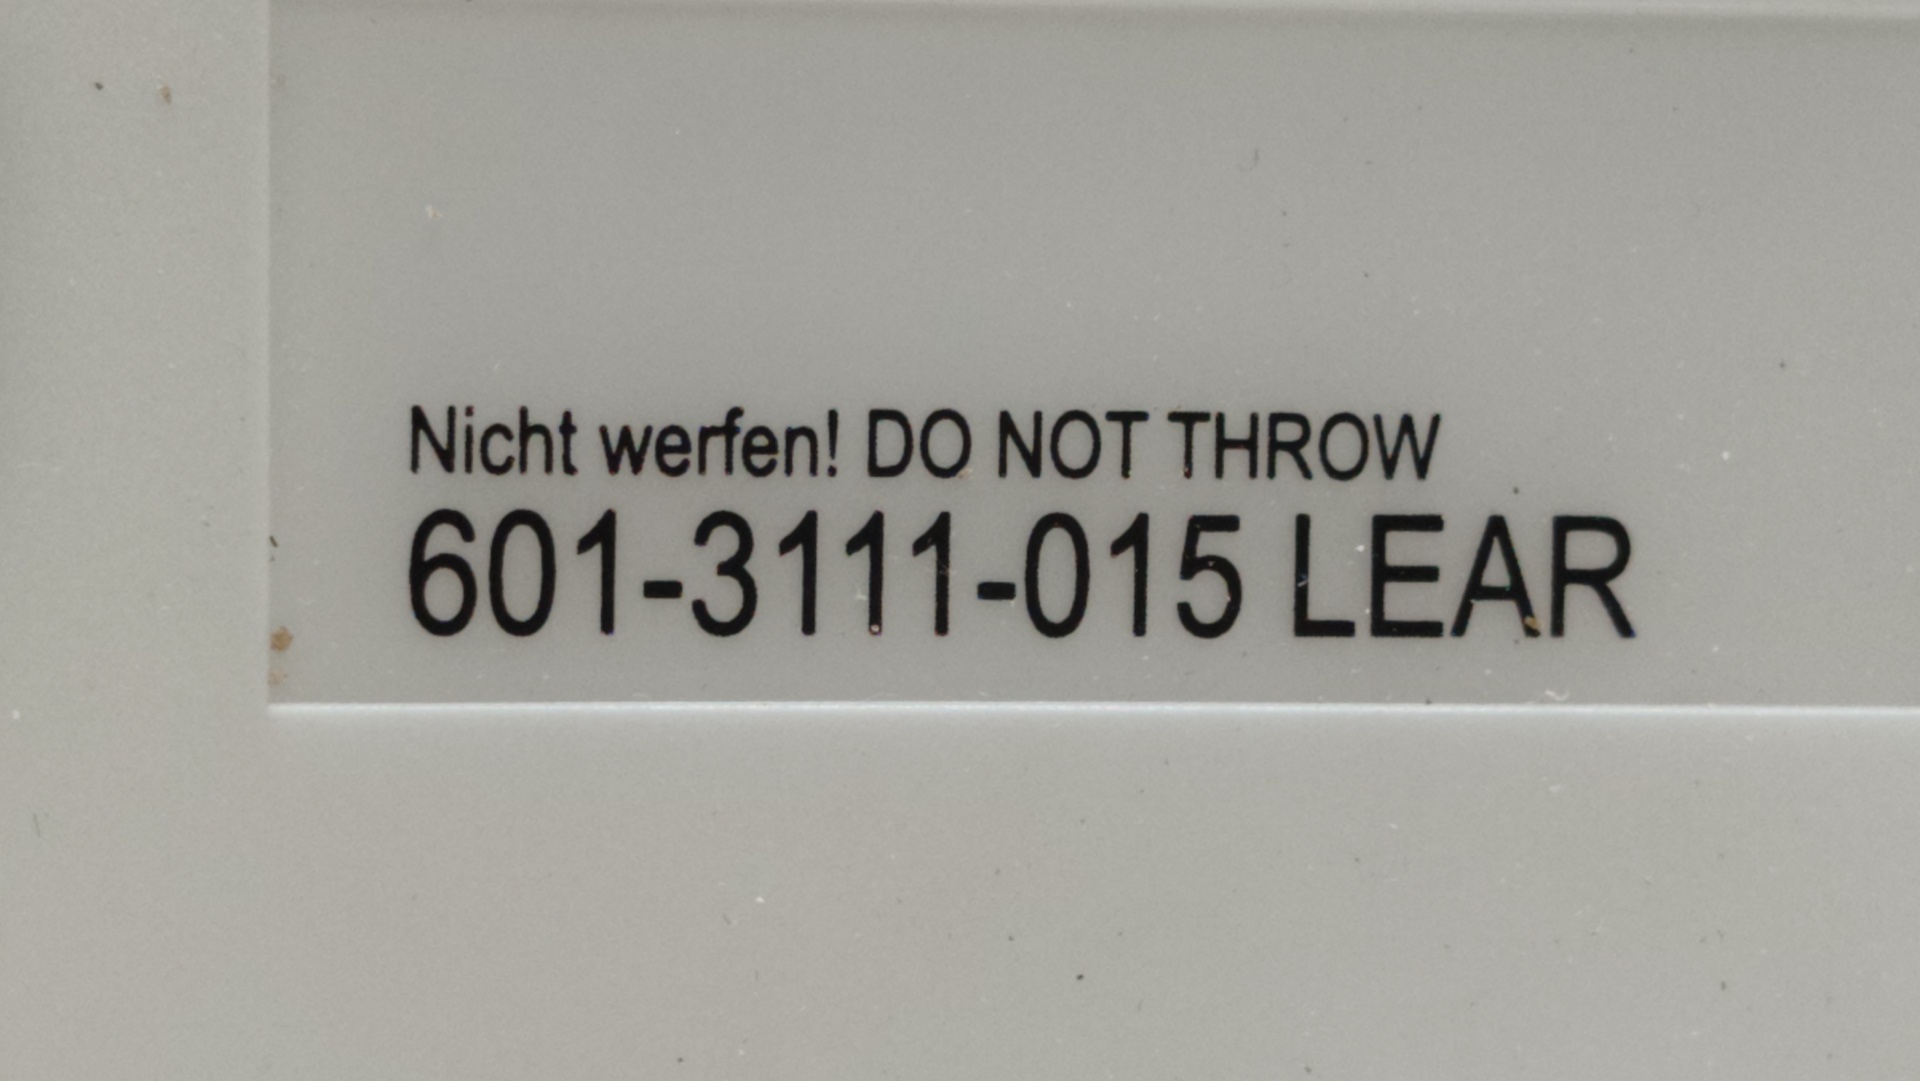 Nicht werfen! DO NOT THROW
601-3111-015 LEAR